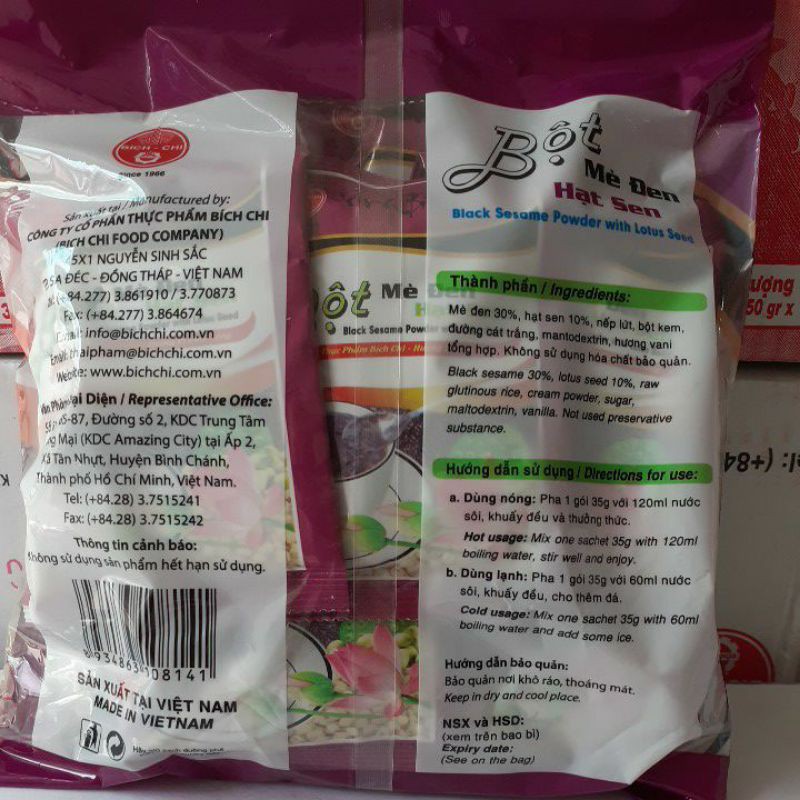 BICH - CHI
Since 1966
Sản xuất tại / Manufactured by:
CÔNG TY CỔ PHẦN THỰC PHẨM BÍCH CHI
(BICH CHI FOOD COMPANY)
5X1 NGUYỄN SINH SẮC
SA ĐÉC - ĐỒNG THÁP - VIỆT NAM
(+84.277) 3.861910 / 3.770873
Fax: (+84.277) 3.864674
Email: info@bichchi.com.vn
Email: thaipham@bichchi.com.vn
Website: www.bichchi.com.vn
Đại Diện / Representative Office:
Đường số 2, KDC Trung Tâm
Mại (KDC Amazing City) tại Ấp 2,
Xã Tân Nhựt, Huyện Bình Chánh,
Thành phố Hồ Chí Minh, Việt Nam.
Tel: (+84.28) 3.7515241
Fax: (+84.28) 3.7515242
Thông tin cảnh báo:
Không sử dụng sản phẩm hết hạn sử dụng.
SẢN XUẤT TẠI VIỆT NAM
MADE IN VIETNAM
Bột
Mè Đen
Black Sesame Powder
Bột
Mè Đen
Hạt Sen
Black Sesame Powder with Lotus Seed
Thành phần / Ingredients:
Mè đen 30%, hạt sen 10%, nếp lứt, bột kem,
đường cát trắng, mantodextrin, hương vani
tổng hợp. Không sử dụng hóa chất bảo quản.
Black sesame 30%, lotus seed 10%, raw
glutinous rice, cream powder, sugar,
maltodextrin, vanilla. Not used preservative
substance.
Hướng dẫn sử dụng / Directions for use:
a. Dùng nóng: Pha 1 gói 35g với 120ml nước
sôi, khuấy đều và thưởng thức.
Hot usage: Mix one sachet 35g with 120ml
boiling water, stir well and enjoy.
b. Dùng lạnh: Pha 1 gói 35g với 60ml nước
sôi, khuấy đều, cho thêm đá.
Cold usage: Mix one sachet 35g with 60ml
boiling water and add some ice.
Hướng dẫn bảo quản:
Bảo quản nơi khô ráo, thoáng mát.
Keep in dry and cool place.
NSX và HSD:
(xem trên bao bì)
Expiry date:
(See on the bag)
50 gr x